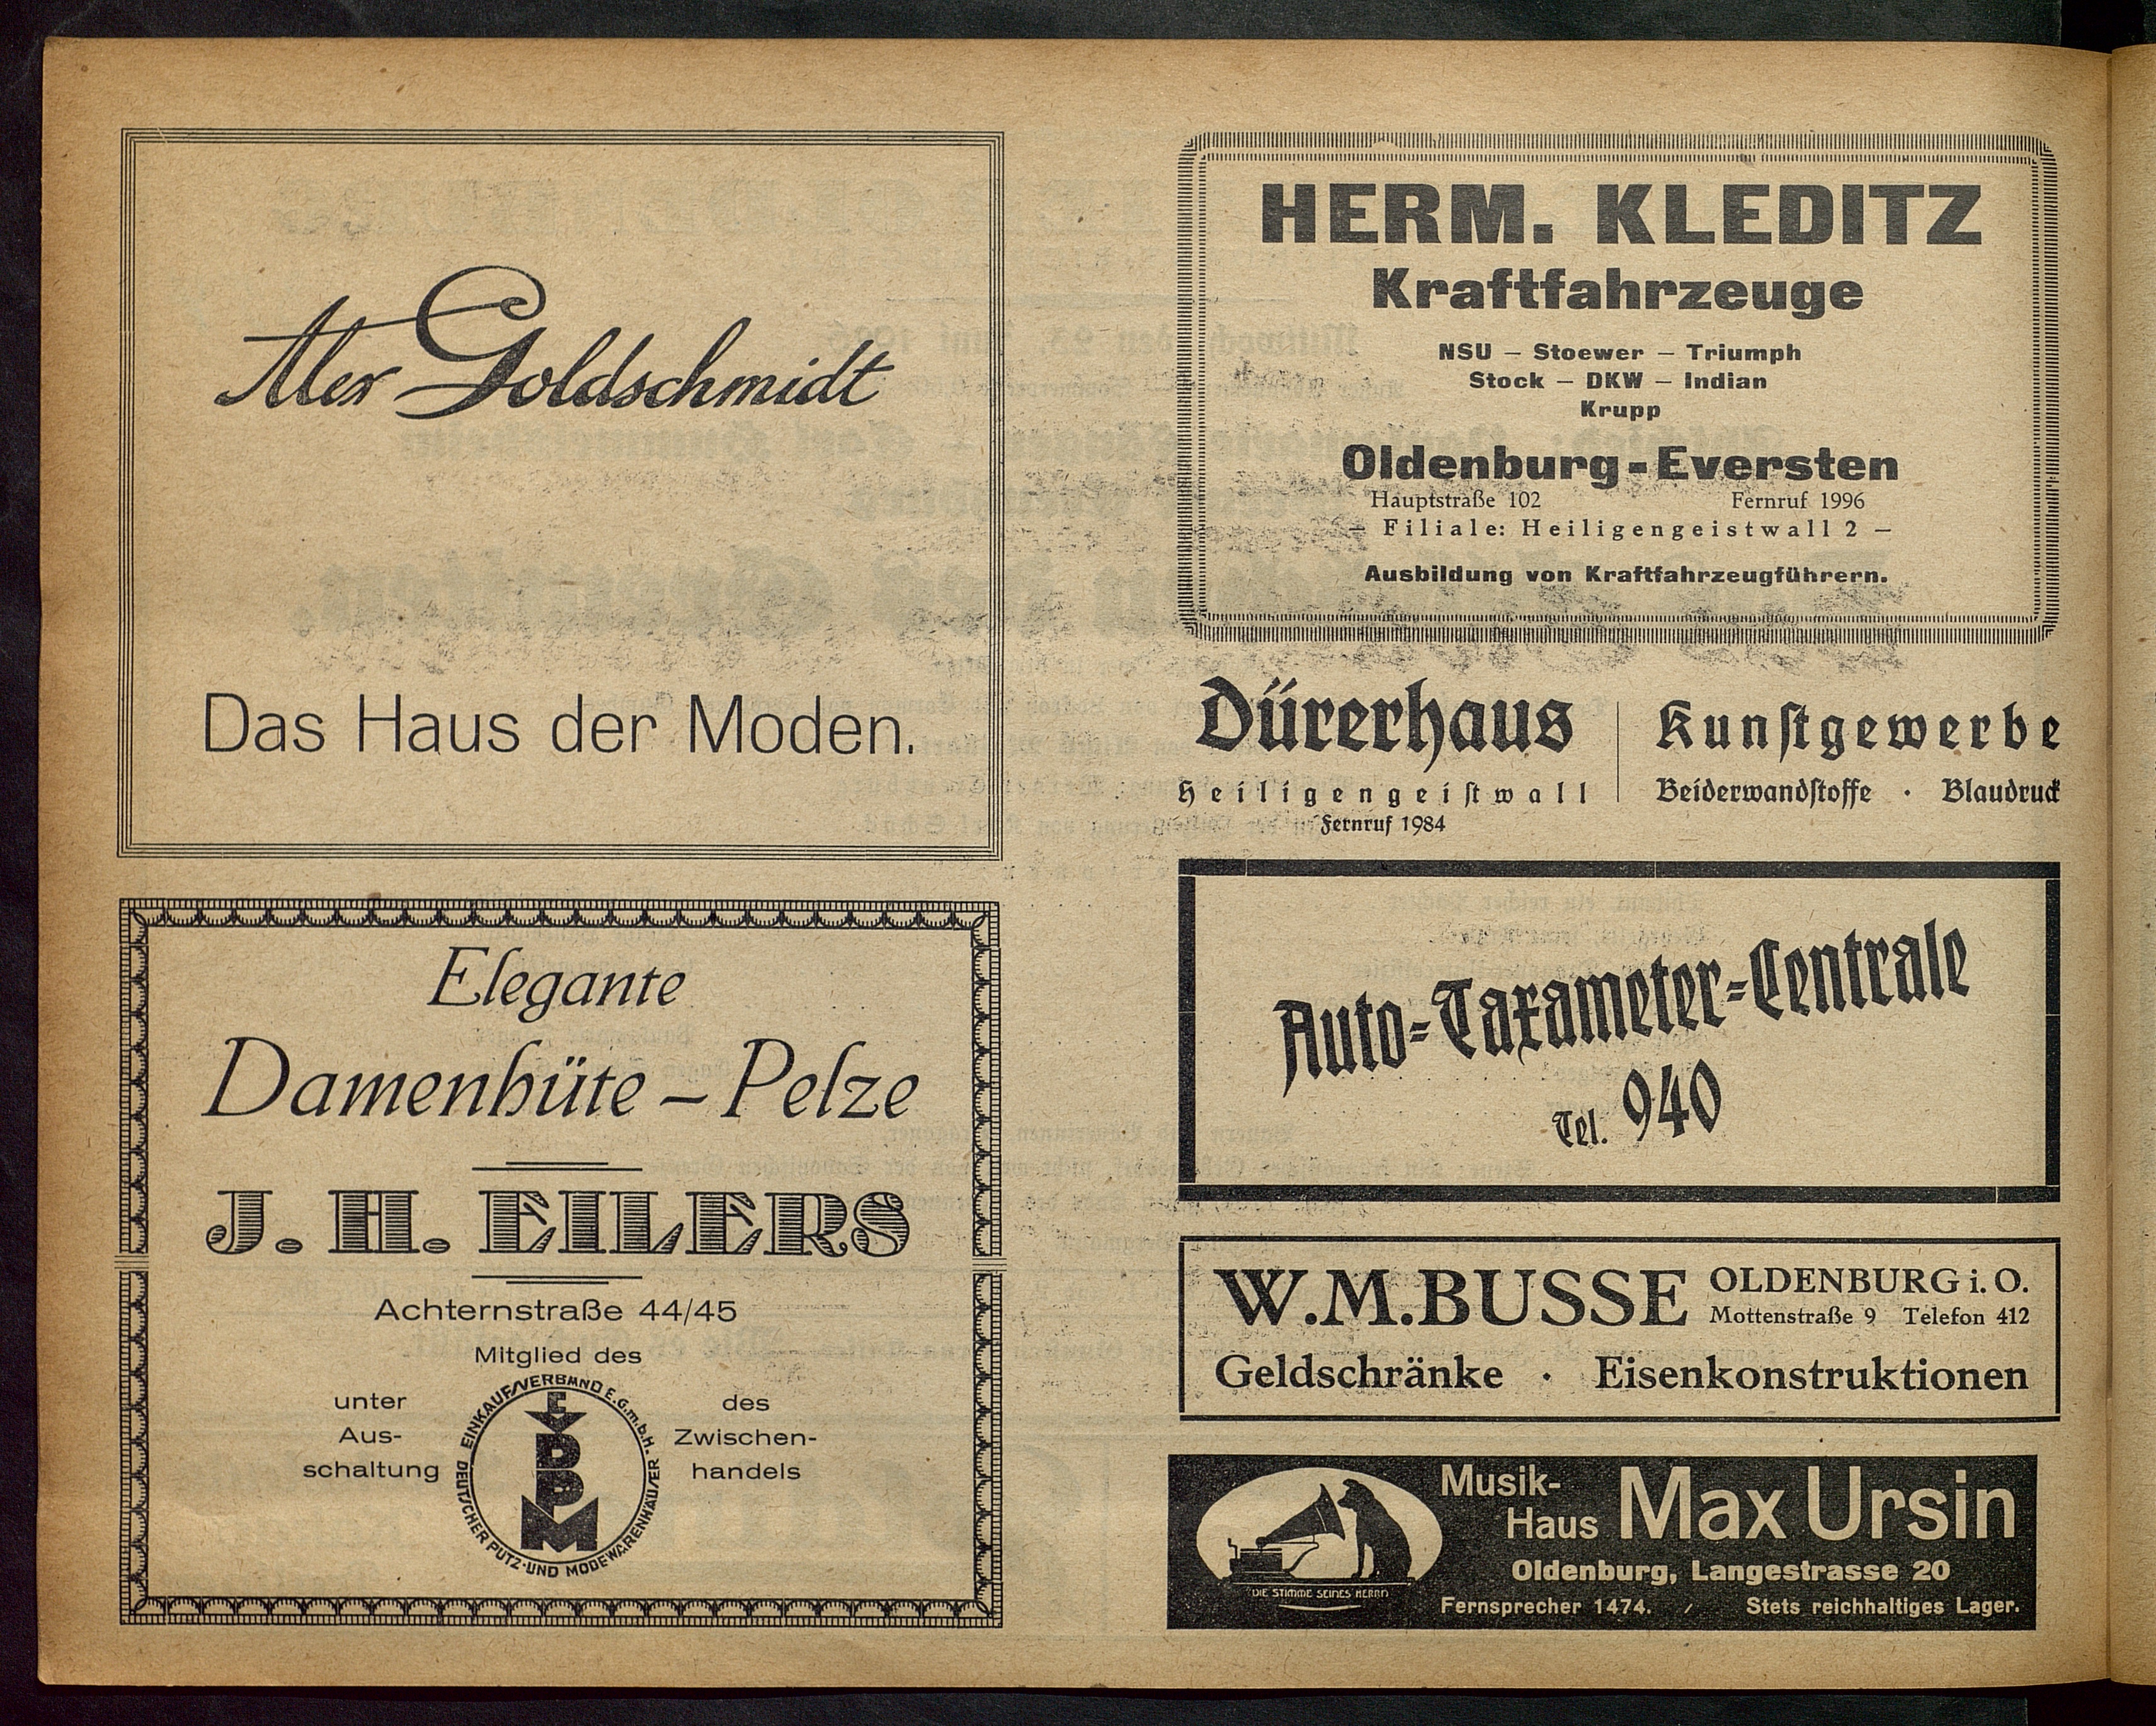 Alex Goldschmidt
Das Haus der Moden.
Elegante
Damenhüte – Pelze
J. H. EILERS
Achternstraße 44/45
Mitglied des
unter
Aus-
schaltung
EINKAUFSVERBAND E.G.m.b.H.
DEUTSCHER PUTZ-UND MODEWARENHÄUSER
E
V
D
P
M
des
Zwischen-
handels
HERM. KLEDITZ
Kraftfahrzeuge
NSU – Stoewer – Triumph
Stock – DKW – Indian
Krupp
Oldenburg-Eversten
Hauptstraße 102 Fernruf 1996
– Filiale: Heiligengeistwall 2 –
Ausbildung von Kraftfahrzeugführern.
Dürerhaus
Heiligengeiſtwall
Fernruf 1984
Kunſtgewerbe
Beiderwandſtoffe · Blaudruck
Auto-Taxameter-Centrale
Tel. 940
W.M.BUSSE OLDENBURG i. O.
Mottenstraße 9 Telefon 412
Geldschränke · Eisenkonstruktionen
Musik-
Haus Max Ursin
Oldenburg, Langestrasse 20
Fernsprecher 1474. / Stets reichhaltiges Lager.
DIE STIMME SEINES HERRN